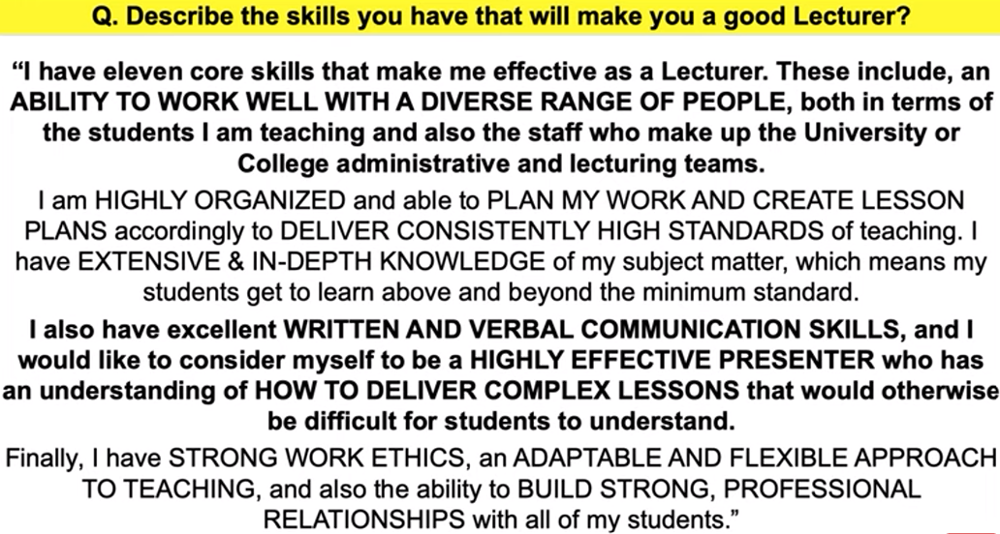 Q. Describe the skills you have that will make you a good Lecturer?
“I have eleven core skills that make me effective as a Lecturer. These include, an
ABILITY TO WORK WELL WITH A DIVERSE RANGE OF PEOPLE, both in terms of
the students I am teaching and also the staff who make up the University or
College administrative and lecturing teams.
I am HIGHLY ORGANIZED and able to PLAN MY WORK AND CREATE LESSON
PLANS accordingly to DELIVER CONSISTENTLY HIGH STANDARDS of teaching. I
have EXTENSIVE & IN-DEPTH KNOWLEDGE of my subject matter, which means my
students get to learn above and beyond the minimum standard.
I also have excellent WRITTEN AND VERBAL COMMUNICATION SKILLS, and I
would like to consider myself to be a HIGHLY EFFECTIVE PRESENTER who has
an understanding of HOW TO DELIVER COMPLEX LESSONS that would otherwise
be difficult for students to understand.
Finally, I have STRONG WORK ETHICS, an ADAPTABLE AND FLEXIBLE APPROACH
TO TEACHING, and also the ability to BUILD STRONG, PROFESSIONAL
RELATIONSHIPS with all of my students.”